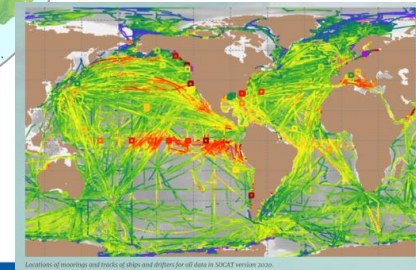 Locations of moorings and tracks of ships and drifters for all data in SOCAT version 2020.